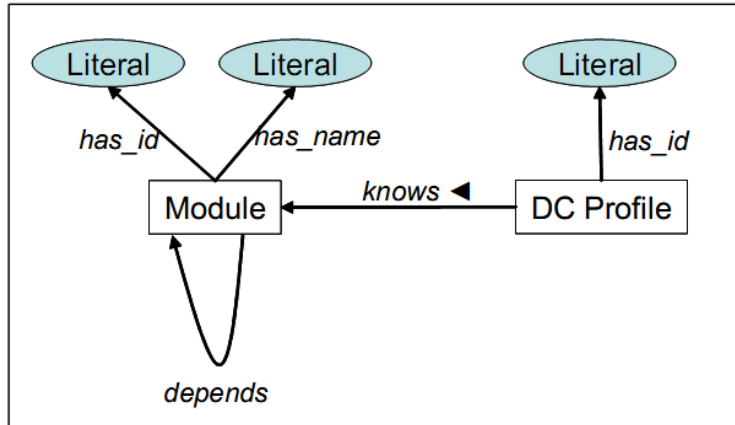 Literal
Literal
Literal
has_id
has_name
has_id
knows ◄
Module
DC Profile
depends